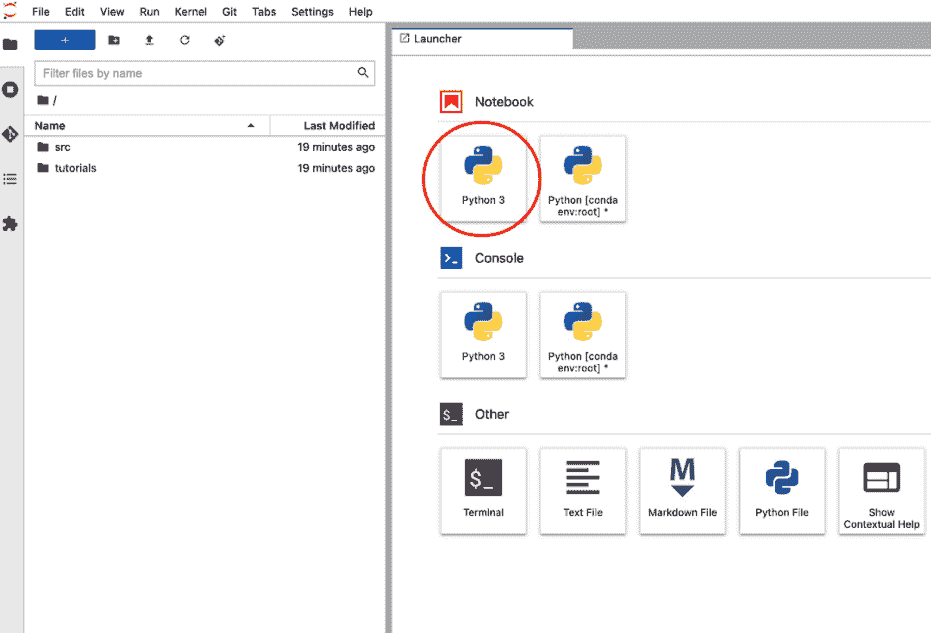 File Edit View Run Kernel Git Tabs Settings Help
+
Filter files by name
/
Name Last Modified
src 19 minutes ago
tutorials 19 minutes ago
Launcher
Notebook
Python 3
Python [conda
env:root] *
Console
Python 3
Python [conda
env:root] *
$_ Other
$_
Terminal
Text File
M
Markdown File
Python File
Show
Contextual Help